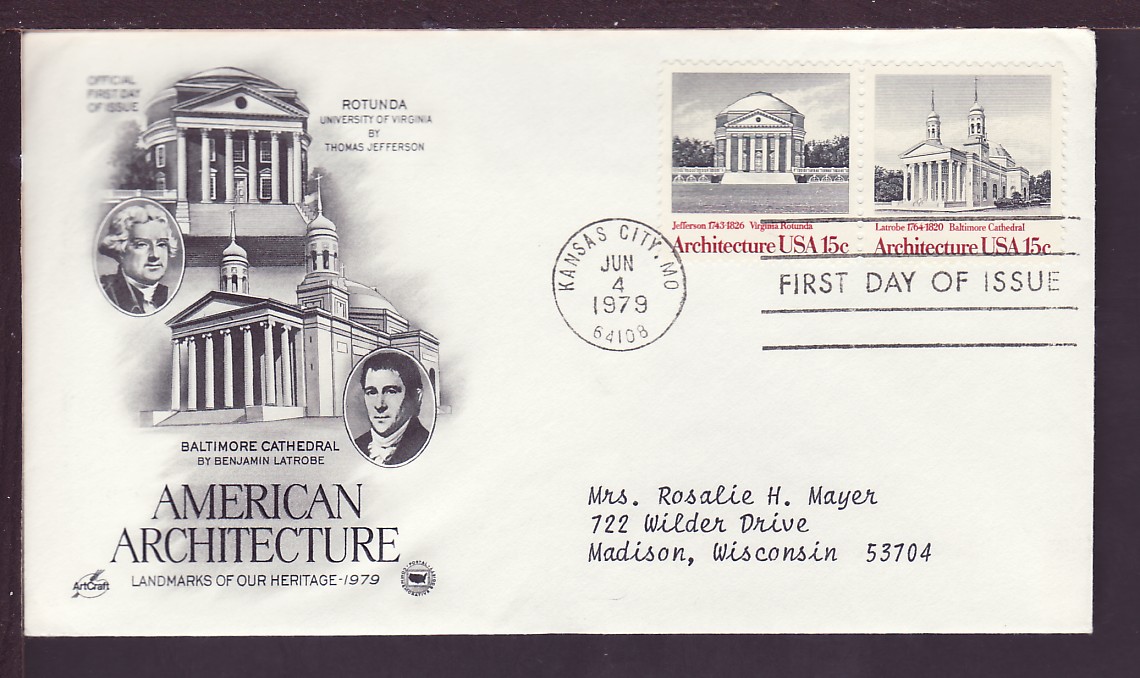 OFFICIAL
FIRST DAY
OF ISSUE
ROTUNDA
UNIVERSITY OF VIRGINIA
BY
THOMAS JEFFERSON
BALTIMORE CATHEDRAL
BY BENJAMIN LATROBE
AMERICAN
ARCHITECTURE
LANDMARKS OF OUR HERITAGE-1979
ArtCraft
Jefferson 1743-1826 Virginia Rotunda
Architecture USA 15c
Latrobe 1764-1820 Baltimore Cathedral
Architecture USA 15c
KANSAS CITY, MO
JUN
4
1979
64108
FIRST DAY OF ISSUE
Mrs. Rosalie H. Mayer
722 Wilder Drive
Madison, Wisconsin 53704